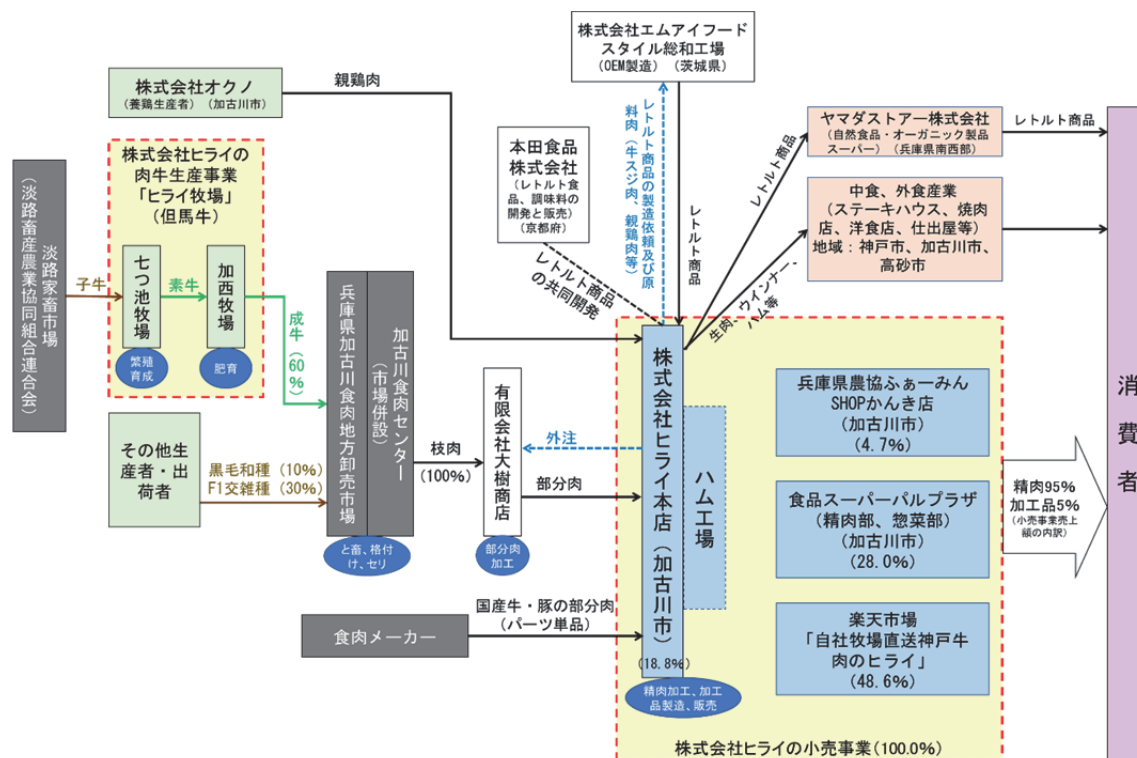 株式会社エムアイフード
スタイル総和工場
(OEM製造)(茨城県)
株式会社オクノ
(養鶏生産者)(加古川市)
親鶏肉
レトルト商品の製造依頼及び原
料肉(牛スジ肉、親鶏肉等)
レトルト商品
本田食品
株式会社
(レトルト食
品、調味料の
開発と販売)
(京都府)
レトルト商品
の共同開発
レトルト商品
ヤマダストアー株式会社
(自然食品・オーガニック製品
スーパー)(兵庫県南西部)
レトルト商品
生肉、ウインナー、
ハム等
中食、外食産業
(ステーキハウス、焼肉
店、洋食店、仕出屋等)
地域:神戸市、加古川市、
高砂市
株式会社ヒライの
肉牛生産事業
「ヒライ牧場」
(但馬牛)
淡路家畜市場
(淡路畜産農業協同組合連合会)
子牛
七つ池牧場
繁殖
育成
素牛
加西牧場
肥育
成牛(60%)
その他生
産者・出
荷者
黒毛和種(10%)
F1交雑種(30%)
加古川食肉センター
(市場併設)
兵庫県加古川食肉地方卸売市場
と畜、格付
け、セリ
枝肉
(100%)
有限会社大樹商店
部分肉
加工
外注
部分肉
食肉メーカー
国産牛・豚の部分肉
(パーツ単品)
株式会社ヒライ本店(加古川市)
(18.8%)
精肉加工、加工
品製造、販売
ハム工場
兵庫県農協ふぁーみん
SHOPかんき店
(加古川市)
(4.7%)
食品スーパーパルプラザ
(精肉部、惣菜部)
(加古川市)
(28.0%)
楽天市場
「自社牧場直送神戸牛
肉のヒライ」
(48.6%)
株式会社ヒライの小売事業(100.0%)
精肉95%
加工品5%
(小売事業売上
額の内訳)
消費者